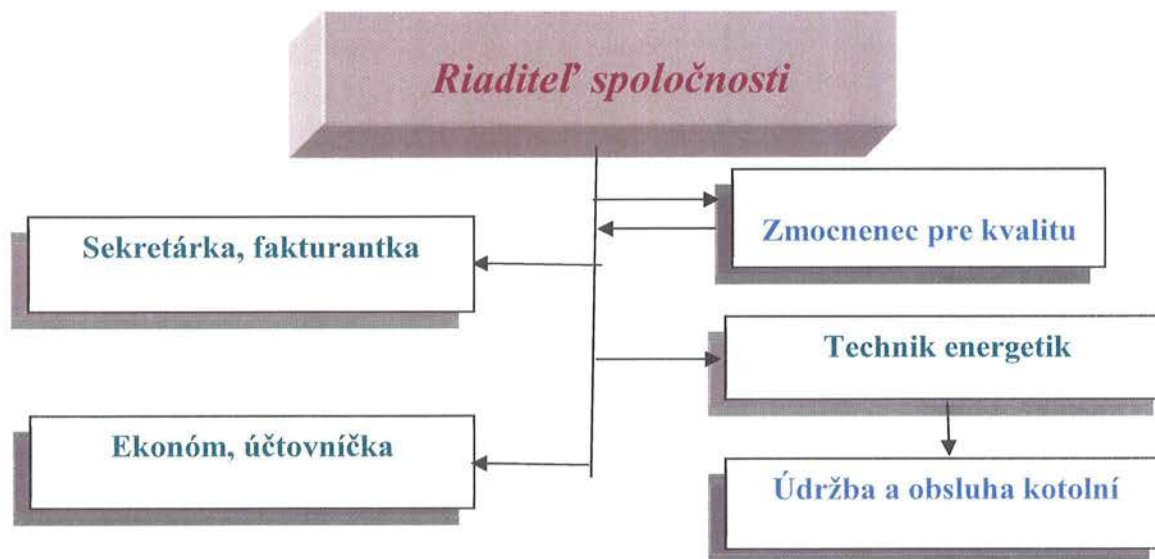 Riaditeľ spoločnosti
Zmocnenec pre kvalitu
Sekretárka, fakturantka
Technik energetik
Ekonóm, účtovníčka
Údržba a obsluha kotolní